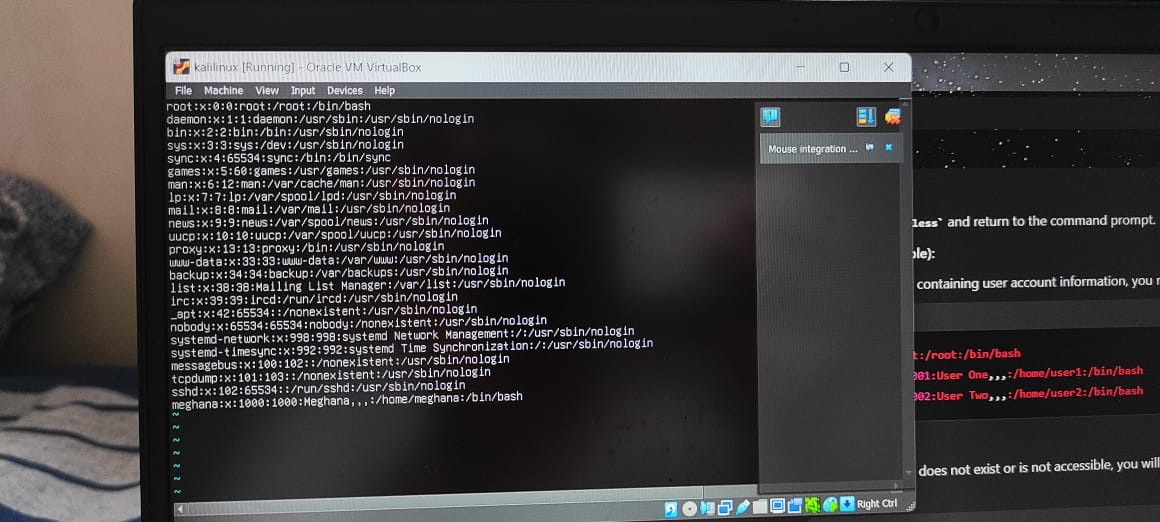 kalilinux [Running] - Oracle VM VirtualBox
File Machine View Input Devices Help
root:x:0:0:root:/root:/bin/bash
daemon:x:1:1:daemon:/usr/sbin:/usr/sbin/nologin
bin:x:2:2:bin:/bin:/usr/sbin/nologin
sys:x:3:3:sys:/dev:/usr/sbin/nologin
sync:x:4:65534:sync:/bin:/bin/sync
games:x:5:60:games:/usr/games:/usr/sbin/nologin
man:x:6:12:man:/var/cache/man:/usr/sbin/nologin
lp:x:7:7:lp:/var/spool/lpd:/usr/sbin/nologin
mail:x:8:8:mail:/var/mail:/usr/sbin/nologin
news:x:9:9:news:/var/spool/news:/usr/sbin/nologin
uucp:x:10:10:uucp:/var/spool/uucp:/usr/sbin/nologin
proxy:x:13:13:proxy:/bin:/usr/sbin/nologin
www-data:x:33:33:www-data:/var/www:/usr/sbin/nologin
backup:x:34:34:backup:/var/backups:/usr/sbin/nologin
list:x:38:38:Mailing List Manager:/var/list:/usr/sbin/nologin
irc:x:39:39:ircd:/run/ircd:/usr/sbin/nologin
_apt:x:42:65534::/nonexistent:/usr/sbin/nologin
nobody:x:65534:65534:nobody:/nonexistent:/usr/sbin/nologin
systemd-network:x:998:998:systemd Network Management:/:/usr/sbin/nologin
systemd-timesync:x:992:992:systemd Time Synchronization:/:/usr/sbin/nologin
messagebus:x:100:102::/nonexistent:/usr/sbin/nologin
tcpdump:x:101:103::/nonexistent:/usr/sbin/nologin
sshd:x:102:65534::/run/sshd:/usr/sbin/nologin
meghana:x:1000:1000:Meghana,,,:/home/meghana:/bin/bash
~
~
~
~
~
~
~
Mouse integration ...
Right Ctrl
less` and return to the command prompt.
ble):
containing user account information, you
t:/root:/bin/bash
001:User One,,,:/home/user1:/bin/bash
002:User Two,,,:/home/user2:/bin/bash
does not exist or is not accessible, you will